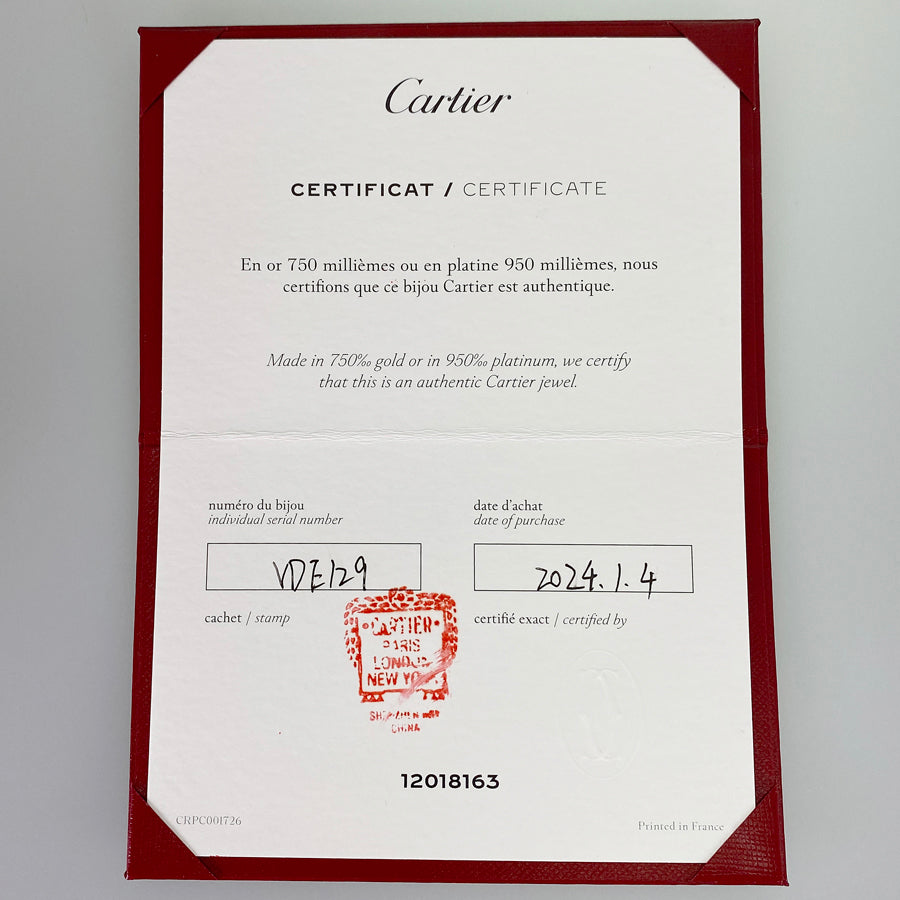 Cartier
CERTIFICAT / CERTIFICATE
En or 750 millièmes ou en platine 950 millièmes, nous
certifions que ce bijou Cartier est authentique.
Made in 750‰ gold or in 950‰ platinum, we certify
that this is an authentic Cartier jewel.
numéro du bijou
individual serial number
VDE129
date d'achat
date of purchase
2024.1.4
cachet / stamp
certifié exact / certified by
CARTIER
PARIS
LONDON
NEW YORK
CHINA
12018163
CRPC001726
Printed in France